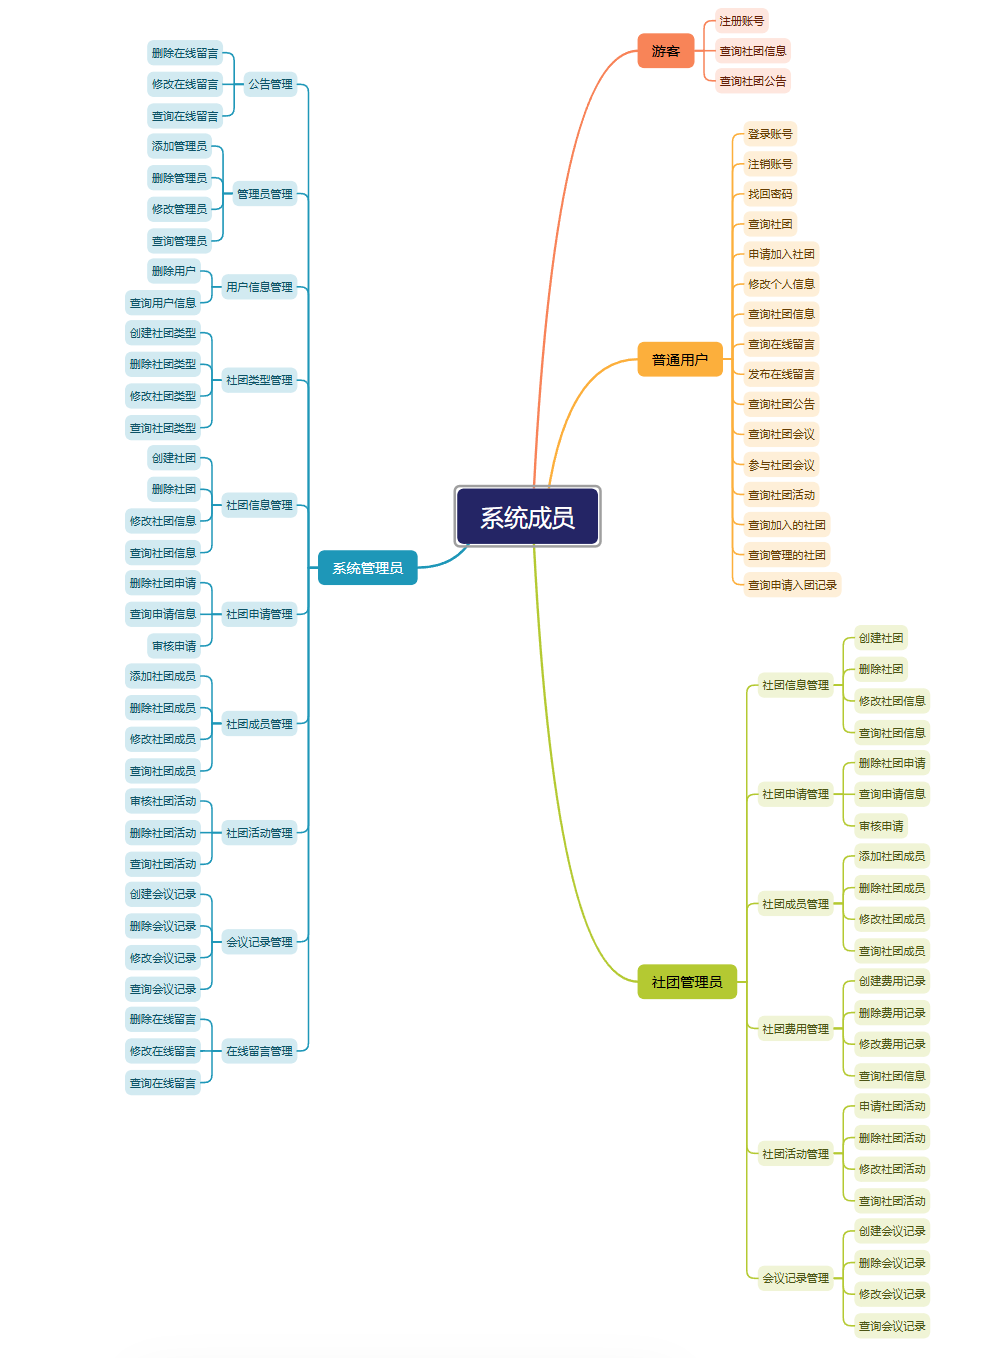 系统成员
游客
注册账号
查询社团信息
查询社团公告
普通用户
登录账号
注销账号
找回密码
查询社团
申请加入社团
修改个人信息
查询社团信息
查询在线留言
发布在线留言
查询社团公告
查询社团会议
参与社团会议
查询社团活动
查询加入的社团
查询管理的社团
查询申请入团记录
社团管理员
社团信息管理
创建社团
删除社团
修改社团信息
查询社团信息
社团申请管理
删除社团申请
查询申请信息
审核申请
社团成员管理
添加社团成员
删除社团成员
修改社团成员
查询社团成员
社团费用管理
创建费用记录
删除费用记录
修改费用记录
查询社团信息
社团活动管理
申请社团活动
删除社团活动
修改社团活动
查询社团活动
会议记录管理
创建会议记录
删除会议记录
修改会议记录
查询会议记录
系统管理员
公告管理
删除在线留言
修改在线留言
查询在线留言
管理员管理
添加管理员
删除管理员
修改管理员
查询管理员
用户信息管理
删除用户
查询用户信息
社团类型管理
创建社团类型
删除社团类型
修改社团类型
查询社团类型
社团信息管理
创建社团
删除社团
修改社团信息
查询社团信息
社团申请管理
删除社团申请
查询申请信息
审核申请
社团成员管理
添加社团成员
删除社团成员
修改社团成员
查询社团成员
社团活动管理
审核社团活动
删除社团活动
查询社团活动
会议记录管理
创建会议记录
删除会议记录
修改会议记录
查询会议记录
在线留言管理
删除在线留言
修改在线留言
查询在线留言